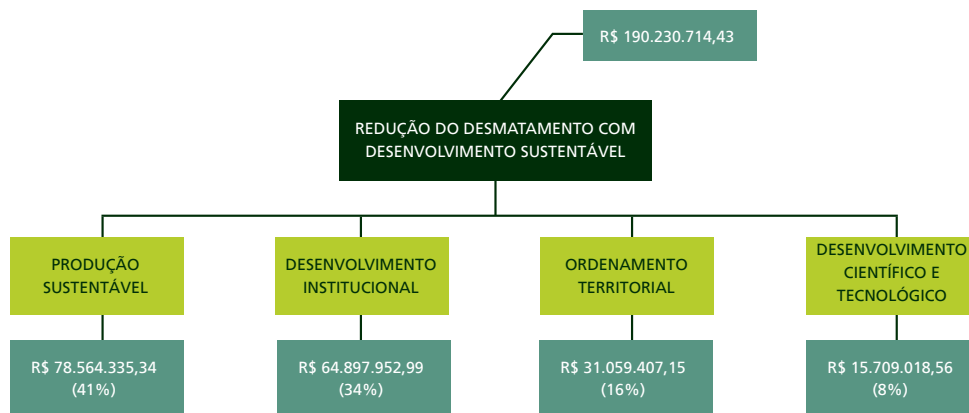 R$ 190.230.714,43
REDUÇÃO DO DESMATAMENTO COM
DESENVOLVIMENTO SUSTENTÁVEL
PRODUÇÃO
SUSTENTÁVEL
DESENVOLVIMENTO
INSTITUCIONAL
ORDENAMENTO
TERRITORIAL
DESENVOLVIMENTO
CIENTÍFICO E
TECNOLÓGICO
R$ 78.564.335,34
(41%)
R$ 64.897.952,99
(34%)
R$ 31.059.407,15
(16%)
R$ 15.709.018,56
(8%)